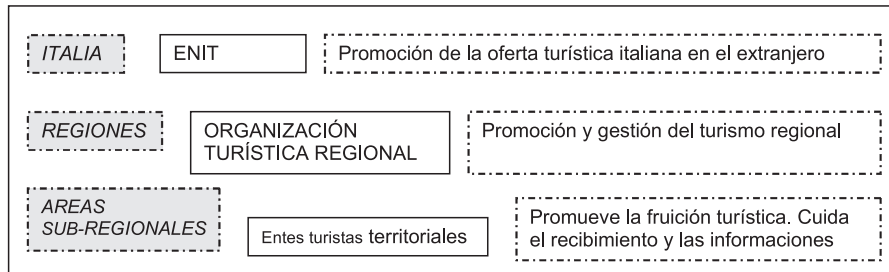 ITALIA
ENIT
Promoción de la oferta turística italiana en el extranjero
REGIONES
ORGANIZACIÓN
TURÍSTICA REGIONAL
Promoción y gestión del turismo regional
AREAS
SUB-REGIONALES
Entes turistas territoriales
Promueve la fruición turística. Cuida
el recibimiento y las informaciones